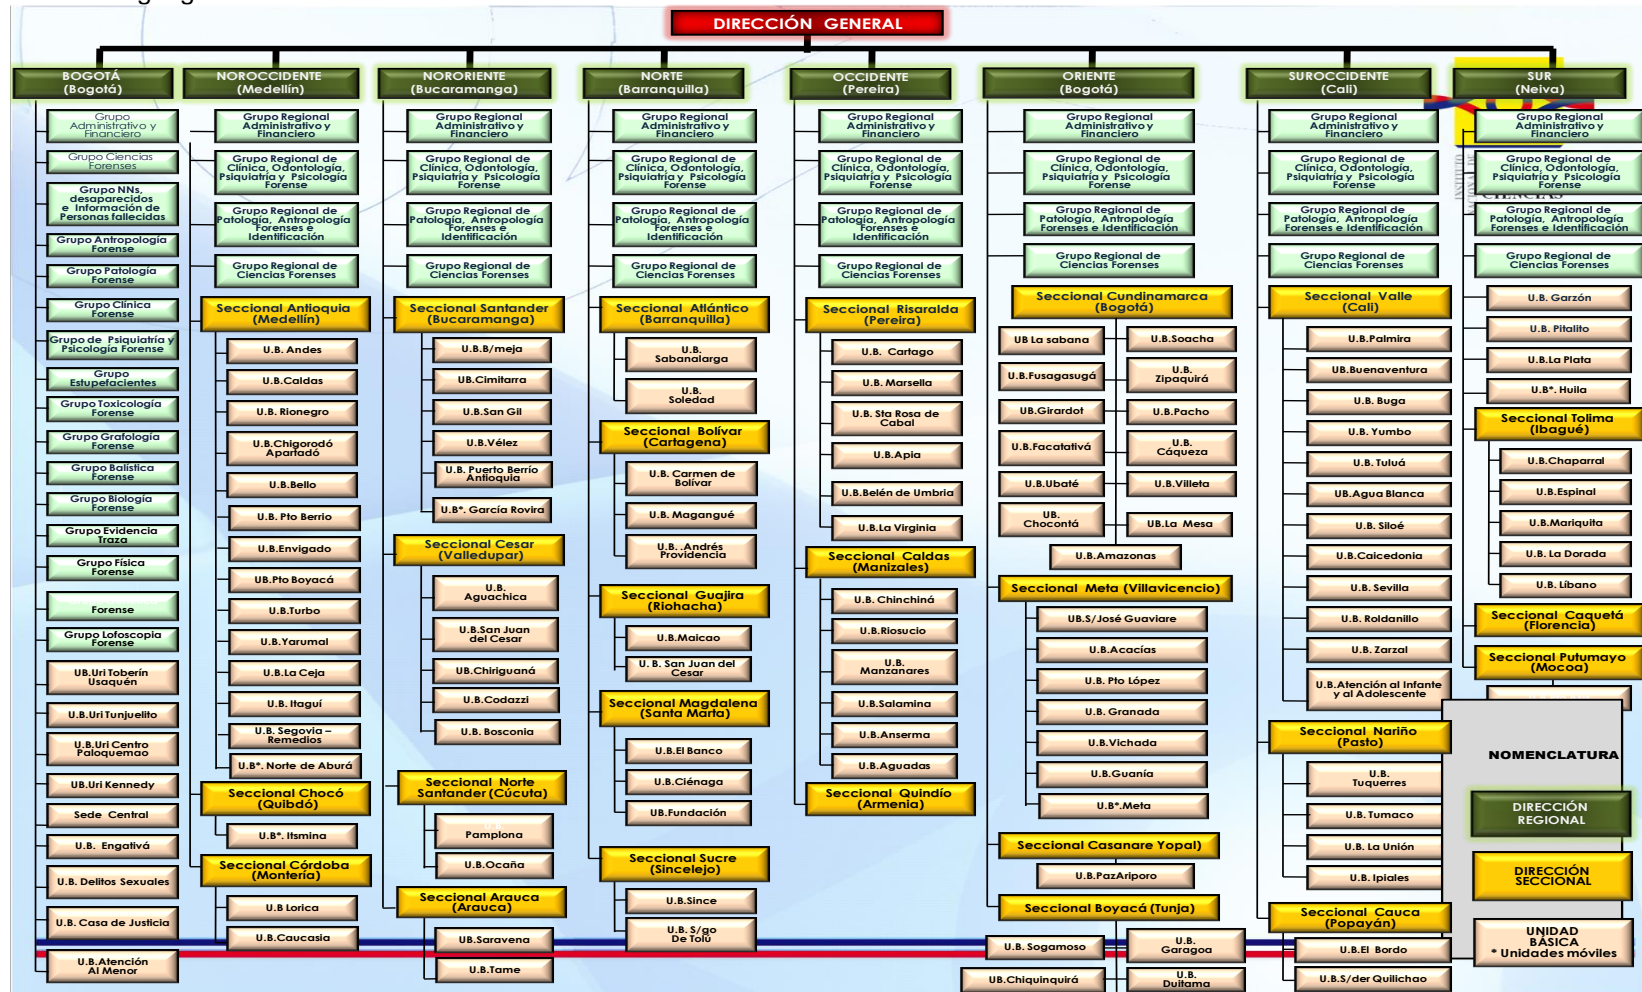 DIRECCIÓN GENERAL
BOGOTÁ
(Bogotá)
Grupo
Administrativo y
Financiero
Grupo Ciencias
Forenses
Grupo NNs,
desaparecidos
e Información de
Personas fallecidas
Grupo Antropología
Forense
Grupo Patología
Forense
Grupo Clínica
Forense
Grupo de Psiquiatría y
Psicología Forense
Grupo
Estupefacientes
Grupo Toxicología
Forense
Grupo Grafología
Forense
Grupo Balística
Forense
Grupo Biología
Forense
Grupo Evidencia
Traza
Grupo Física
Forense
Forense
Grupo Lofoscopia
Forense
UB.Uri Toberín
Usaquén
U.B.Uri Tunjuelito
U.B.Uri Centro
Paloquemao
UB.Uri Kennedy
Sede Central
U.B. Engativá
U.B. Delitos Sexuales
U.B. Casa de Justicia
U.B.Atención
Al Menor
NOROCCIDENTE
(Medellín)
Grupo Regional
Administrativo y
Financiero
Grupo Regional de
Clínica, Odontología,
Psiquiatría y Psicología
Forense
Grupo Regional de
Patología, Antropología
Forenses e
Identificación
Grupo Regional de
Ciencias Forenses
Seccional Antioquia
(Medellín)
U.B. Andes
U.B.Caldas
U.B. Rionegro
U.B.Chigorodó
Apartadó
U.B.Bello
U.B. Pto Berrio
U.B.Envigado
UB.Pto Boyacá
U.B.Turbo
U.B.Yarumal
U.B.La Ceja
U.B. Itaguí
U.B. Segovia –
Remedios
U.B*. Norte de Aburá
Seccional Chocó
(Quibdó)
U.B*. Itsmina
Seccional Córdoba
(Montería)
U.B Lorica
U.B.Caucasia
NORORIENTE
(Bucaramanga)
Grupo Regional
Administrativo y
Financiero
Grupo Regional de
Clínica, Odontología,
Psiquiatría y Psicología
Forense
Grupo Regional de
Patología, Antropología
Forenses e
Identificación
Grupo Regional de
Ciencias Forenses
Seccional Santander
(Bucaramanga)
U.B.B/meja
UB.Cimitarra
U.B.San Gil
U.B.Vélez
U.B. Puerto Berrío
Antioquia
U.B*. García Rovira
Seccional Cesar
(Valledupar)
U.B.
Aguachica
U.B.San Juan
del Cesar
UB.Chiriguaná
U.B.Codazzi
U.B. Bosconia
Seccional Norte
Santander (Cúcuta)
Pamplona
U.B.Ocaña
Seccional Arauca
(Arauca)
UB.Saravena
U.B.Tame
NORTE
(Barranquilla)
Grupo Regional
Administrativo y
Financiero
Grupo Regional de
Clínica, Odontología,
Psiquiatría y Psicología
Forense
Grupo Regional de
Patología, Antropología
Forenses e
Identificación
Grupo Regional de
Ciencias Forenses
Seccional Atlántico
(Barranquilla)
U.B.
Sabanalarga
U.B.
Soledad
Seccional Bolívar
(Cartagena)
U.B. Carmen de
Bolívar
U.B. Magangué
U.B. .Andrés
Providencia
Seccional Guajira
(Riohacha)
U.B.Maicao
U. B. San Juan del
Cesar
Seccional Magdalena
(Santa Marta)
U.B.El Banco
U.B.Ciénaga
UB.Fundación
Seccional Sucre
(Sincelejo)
U.B.Since
U.B. S/go
De Tolú
OCCIDENTE
(Pereira)
Grupo Regional
Administrativo y
Financiero
Grupo Regional de
Clínica, Odontología,
Psiquiatría y Psicología
Forense
Grupo Regional de
Patología, Antropología
Forenses e
Identificación
Grupo Regional de
Ciencias Forenses
Seccional Risaralda
(Pereira)
U.B. Cartago
U.B. Marsella
U.B. Sta Rosa de
Cabal
U.B.Apia
U.B.Belén de Umbria
U.B.La Virginia
Seccional Caldas
(Manizales)
U.B. Chinchiná
U.B.Riosucio
U.B.
Manzanares
U.B.Salamina
U.B.Anserma
U.B.Aguadas
Seccional Quindío
(Armenia)
ORIENTE
(Bogotá)
Grupo Regional
Administrativo y
Financiero
Grupo Regional de
Clínica, Odontología,
Psiquiatría y Psicología
Forense
Grupo Regional de
Patología, Antropología
Forenses e Identificación
Grupo Regional de
Ciencias Forenses
Seccional Cundinamarca
(Bogotá)
UB La sabana
U.B.Soacha
U.B.Fusagasugá
U.B.
Zipaquirá
UB.Girardot
U.B.Pacho
U.B.Facatativá
U.B.
Cáqueza
U.B.Ubaté
U.B.Villeta
UB.
Chocontá
UB.La Mesa
U.B.Amazonas
Seccional Meta (Villavicencio)
UB.S/José Guaviare
U.B.Acacías
U.B. Pto López
U.B. Granada
U.B.Vichada
U.B.Guanía
U.B*.Meta
Seccional Casanare Yopal)
U.B.PazAriporo
Seccional Boyacá (Tunja)
U.B. Sogamoso
U.B.
Garagoa
UB.Chiquinquirá
U.B.
Duitama
SUROCCIDENTE
(Cali)
Grupo Regional
Administrativo y
Financiero
Grupo Regional de
Clínica, Odontología,
Psiquiatría y Psicología
Forense
Grupo Regional de
Patología, Antropología
Forenses e Identificación
Grupo Regional de
Ciencias Forenses
Seccional Valle
(Cali)
U.B.Palmira
UB.Buenaventura
U.B. Buga
U.B. Yumbo
U.B. Tuluá
UB.Agua Blanca
U.B. Siloé
U.B.Caicedonia
U.B. Sevilla
U.B. Roldanillo
U.B. Zarzal
U.B.Atención al Infante
y al Adolescente
Seccional Nariño
(Pasto)
U.B.
Tuquerres
U.B. Tumaco
U.B. La Unión
U.B. Ipiales
Seccional Cauca
(Popayán)
U.B.El Bordo
U.B.S/der Quilichao
SUR
(Neiva)
Grupo Regional
Administrativo y
Financiero
Grupo Regional de
Clínica, Odontología,
Psiquiatría y Psicología
Forense
INSTITUTO
CIENCIAS
Grupo Regional de
Patología, Antropología
Forenses e Identificación
Grupo Regional de
Ciencias Forenses
U.B. Garzón
U.B. Pitalito
U.B.La Plata
U.B*. Huila
Seccional Tolima
(Ibagué)
U.B.Chaparral
U.B.Espinal
U.B.Mariquita
U.B. La Dorada
U.B. Líbano
Seccional Caquetá
(Florencia)
Seccional Putumayo
(Mocoa)
NOMENCLATURA
DIRECCIÓN
REGIONAL
DIRECCIÓN
SECCIONAL
UNIDAD
BÁSICA
* Unidades móviles